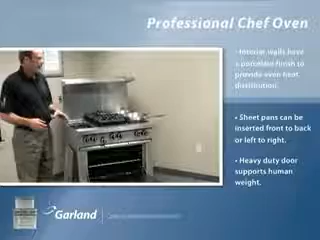 Professional Chef Oven
• Interior walls have
a porcelain finish to
provide even heat
distribution.
• Sheet pans can be
inserted front to back
or left to right.
• Heavy duty door
supports human
weight.
Garland